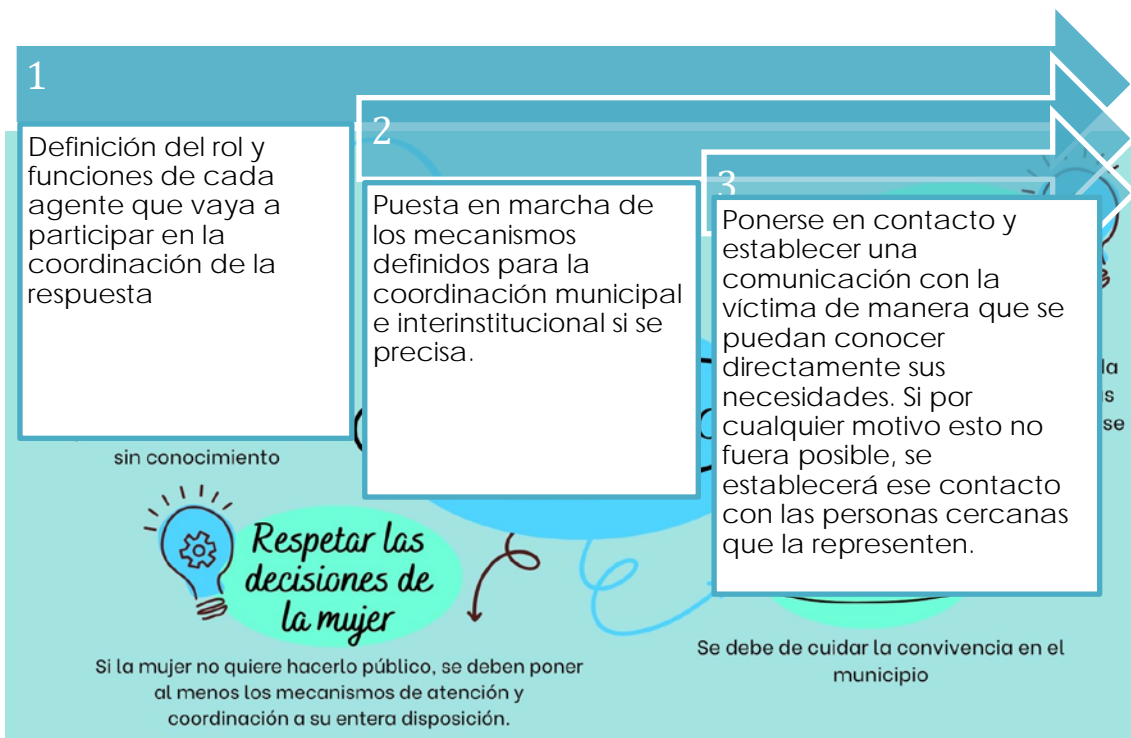 1
Definición del rol y
funciones de cada
agente que vaya a
participar en la
coordinación de la
respuesta
2
Puesta en marcha de
los mecanismos
definidos para la
coordinación municipal
e interinstitucional si se
precisa.
3
Ponerse en contacto y
establecer una
comunicación con la
víctima de manera que se
puedan conocer
directamente sus
necesidades. Si por
cualquier motivo esto no
fuera posible, se
establecerá ese contacto
con las personas cercanas
que la representen.
la
se
sin conocimiento
Respetar las
decisiones de
la mujer
Si la mujer no quiere hacerlo público, se deben poner
al menos los mecanismos de atención y
coordinación a su entera disposición.
Se debe de cuidar la convivencia en el
municipio